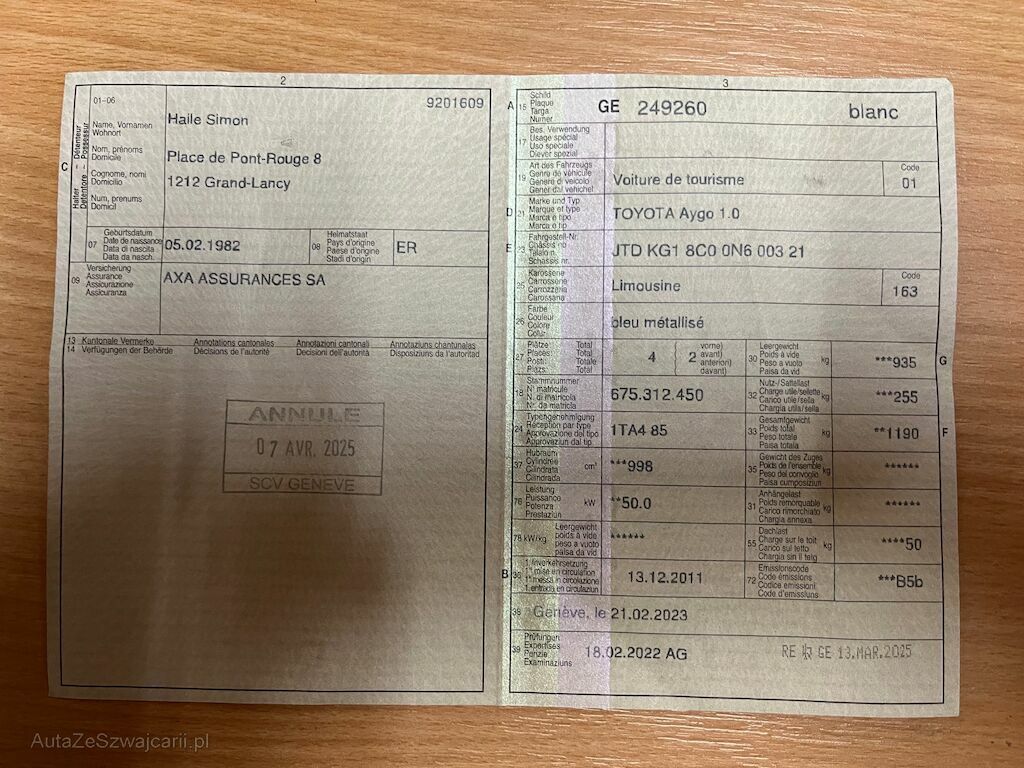 2
01-06
9201609
Détenteur
Possessur
Halter
Detentore
C
Name, Vornamen
Wohnort
Nom, prénoms
Domicile
Cognome, nomi
Domicilio
Num, prenums
Domicil
Haile Simon
Place de Pont-Rouge 8
1212 Grand-Lancy
07
Geburtsdatum
Date de naissance
Data di nascita
Data da nasch.
05.02.1982
08
Heimatstaat
Pays d'origine
Paese d'origine
Stadi d'origin
ER
09
Versicherung
Assurance
Assicurazione
Assicuranza
AXA ASSURANCES SA
13 Kantonale Vermerke
14 Verfügungen der Behörde
Annotations cantonales
Décisions de l'autorité
Annotazioni cantonali
Decisioni dell'autorità
Annotaziuns chantunalas
Disposiziuns da l'autoritad
ANNULE
07 AVR. 2025
SCV GENEVE
3
A 15
Schild
Plaque
Targa
Numer
GE 249260 blanc
17
Bes. Verwendung
Usage spécial
Uso speciale
Diever spezial
19
Art des Fahrzeugs
Genre de véhicule
Genere di veicolo
Gener dal vehichel
Voiture de tourisme
Code
01
D 21
Marke und Typ
Marque et type
Marca e tipo
Marca e tip
TOYOTA Aygo 1.0
E 23
Fahrgestell-Nr.
Châssis no
Telaio n.
Schassis nr.
JTD KG1 8C0 0N6 003 21
25
Karosserie
Carrosserie
Carrozzeria
Carossaria
Limousine
Code
163
26
Farbe
Couleur
Colore
Colur
bleu métallisé
27
Plätze: Total
Places: Total
Posti: Totale
Plazs: Total
4
2
vorne)
avant)
anteriori)
davant)
30
Leergewicht
Poids à vide
Peso a vuoto
Paisa da vid
kg
***935
G
18
Stammnummer
N° matricule
N. di matricola
Nr. da matricla
675.312.450
32
Nutz-/Sattellast
Charge utile/sellette
Carico utile/sella
Chargia utila/sella
kg
***255
24
Typengenehmigung
Réception par type
Approvazione del tipo
Approvaziun dal tip
1TA4 85
33
Gesamtgewicht
Poids total
Peso totale
Paisa totala
kg
**1190
F
37
Hubraum
Cylindrée
Cilindrata
Cilindrada
cm³
***998
35
Gewicht des Zuges
Poids de l'ensemble
Peso del convoglio
Paisa cumposiziun
kg
******
76
Leistung
Puissance
Potenza
Prestaziun
kW
**50.0
31
Anhängelast
Poids remorquable
Carico rimorchiato
Chargia annexa
kg
******
78 kW/kg
Leergewicht
poids à vide
peso a vuoto
paisa da vid
******
55
Dachlast
Charge sur le toit
Carico sul tetto
Chargia sin il tetg
kg
****50
B 36
1. Inverkehrsetzung
1re mise en circulation
1a messa in circolazione
1. entrada en circulaziun
13.12.2011
72
Emissionscode
Code émissions
Codice emissioni
Code d'emissiuns
***B5b
38
Genève, le 21.02.2023
39
Prüfungen
Expertises
Perizie
Examinaziuns
18.02.2022 AG
GE 13.MAR.2025
AutaZeSzwajcarii.pl